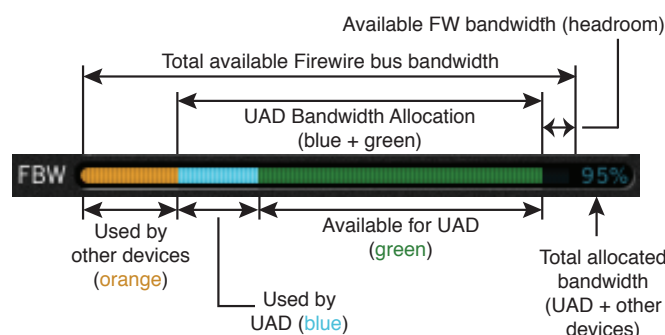 Available FW bandwidth (headroom)
Total available Firewire bus bandwidth
UAD Bandwidth Allocation
(blue + green)
FBW
95%
Used by
other devices
(orange)
Available for UAD
(green)
Used by
UAD (blue)
Total allocated
bandwidth
(UAD + other
devices)